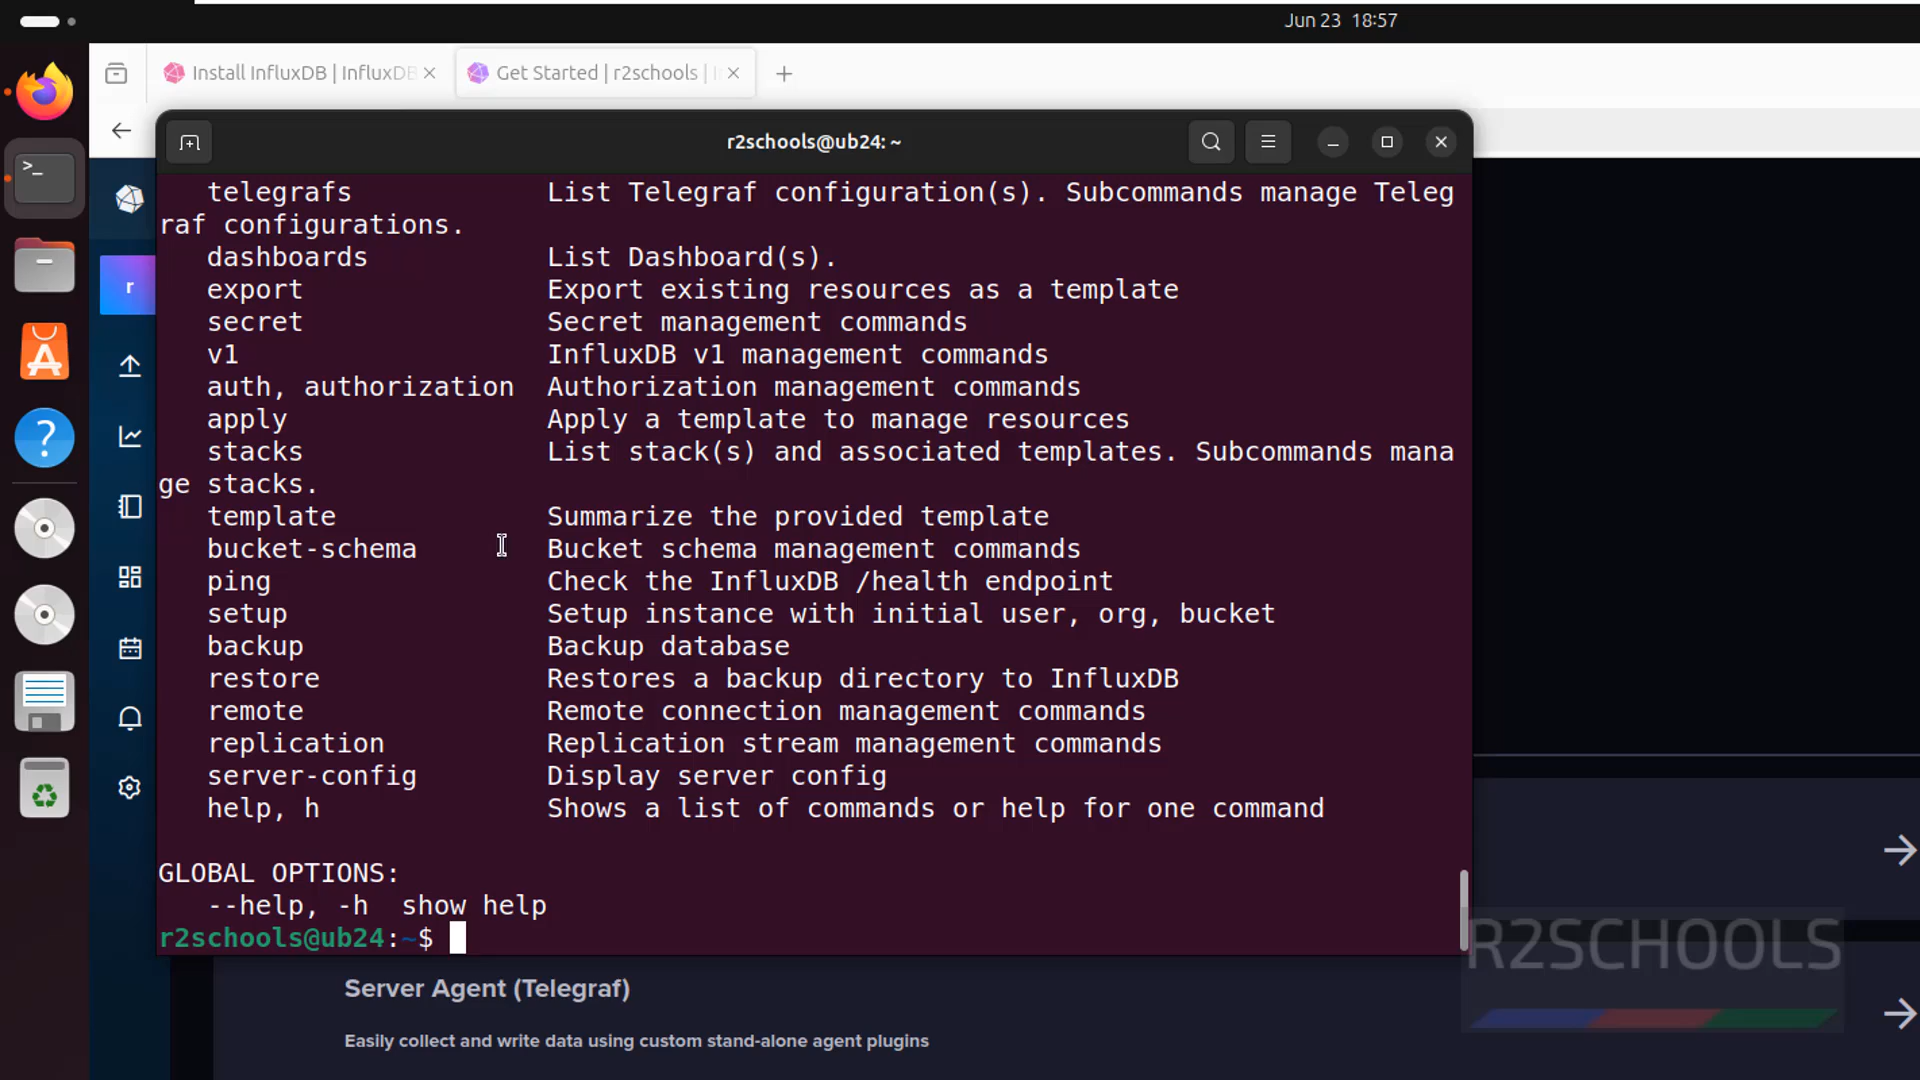 Jun 23 18:57
Install InfluxDB | InfluxDB
Get Started | r2schools |
r2schools@ub24: ~
r
telegrafs List Telegraf configuration(s). Subcommands manage Teleg
raf configurations.
dashboards List Dashboard(s).
export Export existing resources as a template
secret Secret management commands
v1 InfluxDB v1 management commands
auth, authorization Authorization management commands
apply Apply a template to manage resources
stacks List stack(s) and associated templates. Subcommands mana
ge stacks.
template Summarize the provided template
bucket-schema Bucket schema management commands
ping Check the InfluxDB /health endpoint
setup Setup instance with initial user, org, bucket
backup Backup database
restore Restores a backup directory to InfluxDB
remote Remote connection management commands
replication Replication stream management commands
server-config Display server config
help, h Shows a list of commands or help for one command
GLOBAL OPTIONS:
--help, -h show help
r2schools@ub24:~$
R2SCHOOLS
Server Agent (Telegraf)
Easily collect and write data using custom stand-alone agent plugins